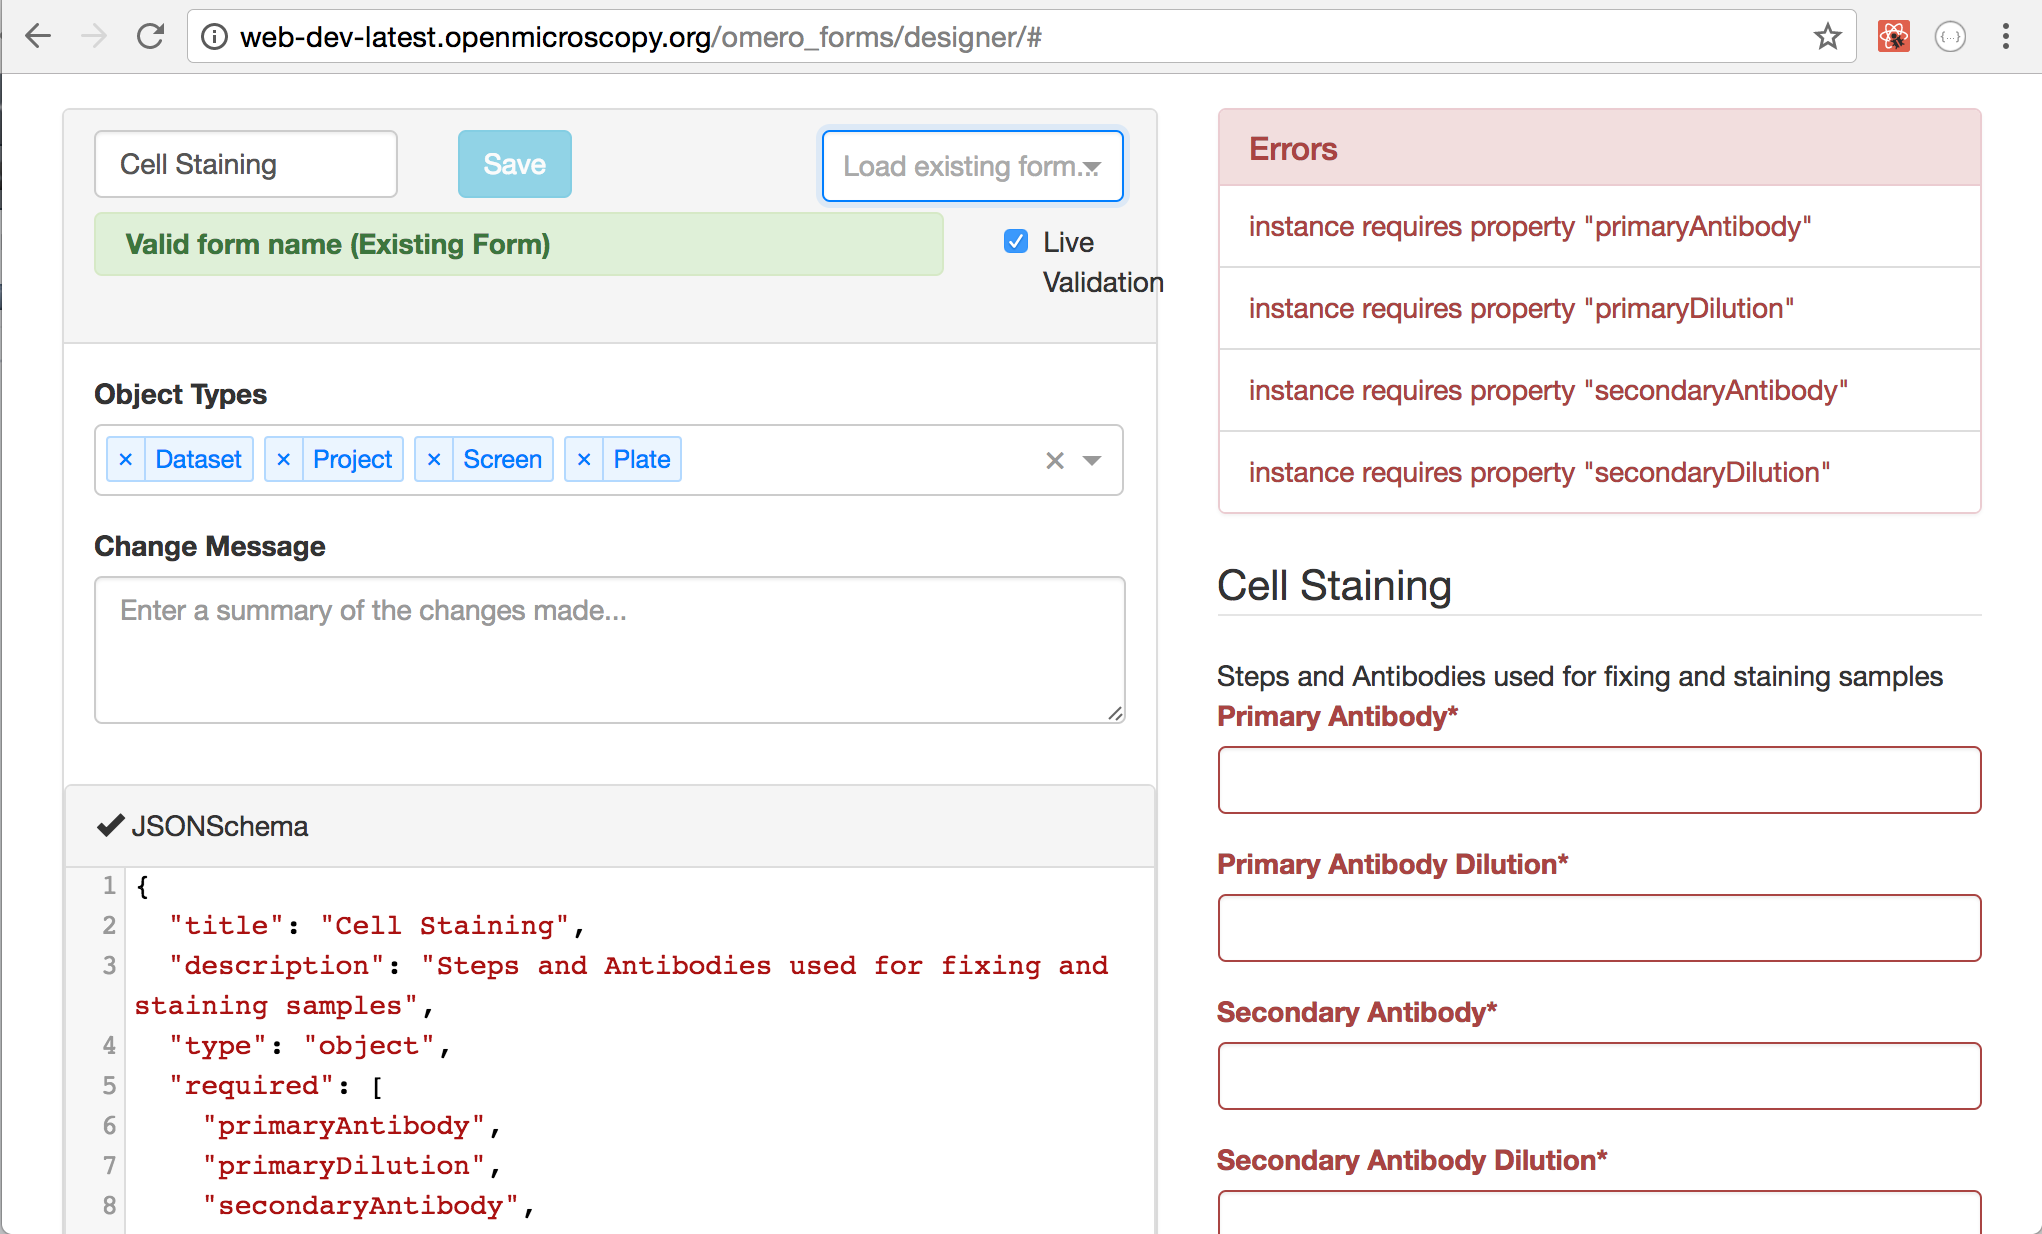 web-dev-latest.openmicroscopy.org/omero_forms/designer/#
Cell Staining
Save
Load existing form...
Valid form name (Existing Form)
Live
Validation
Object Types
× Dataset × Project × Screen × Plate
Change Message
Enter a summary of the changes made...
JSONSchema
1 {
2 "title": "Cell Staining",
3 "description": "Steps and Antibodies used for fixing and
staining samples",
4 "type": "object",
5 "required": [
6 "primaryAntibody",
7 "primaryDilution",
8 "secondaryAntibody",
Errors
instance requires property "primaryAntibody"
instance requires property "primaryDilution"
instance requires property "secondaryAntibody"
instance requires property "secondaryDilution"
Cell Staining
Steps and Antibodies used for fixing and staining samples
Primary Antibody*
Primary Antibody Dilution*
Secondary Antibody*
Secondary Antibody Dilution*